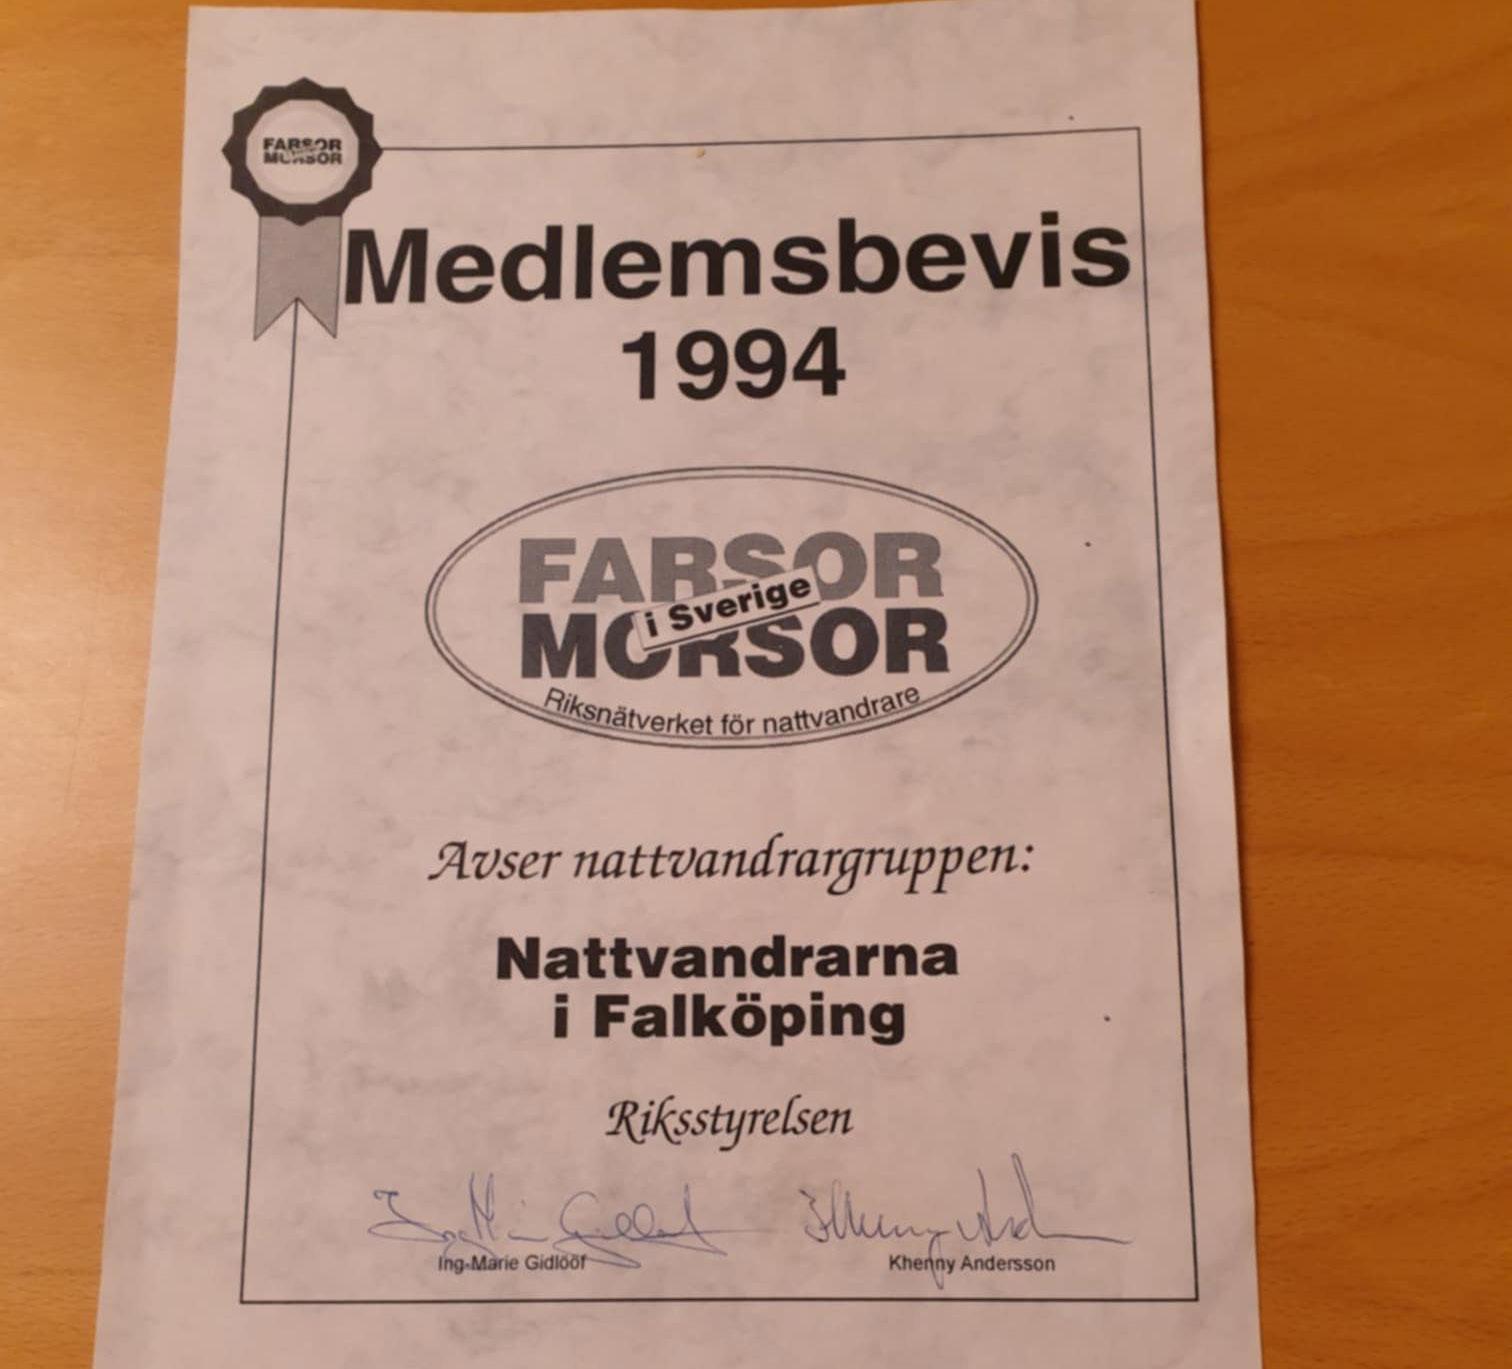 FARSOR
MORSOR
Medlemsbevis
1994
FARSOR
i Sverige
MORSOR
Riksnätverket för nattvandrare
Avser nattvandrargruppen:
Nattvandrarna
i Falköping
Riksstyrelsen
Ing-Marie Gidlööf
Khenny Andersson